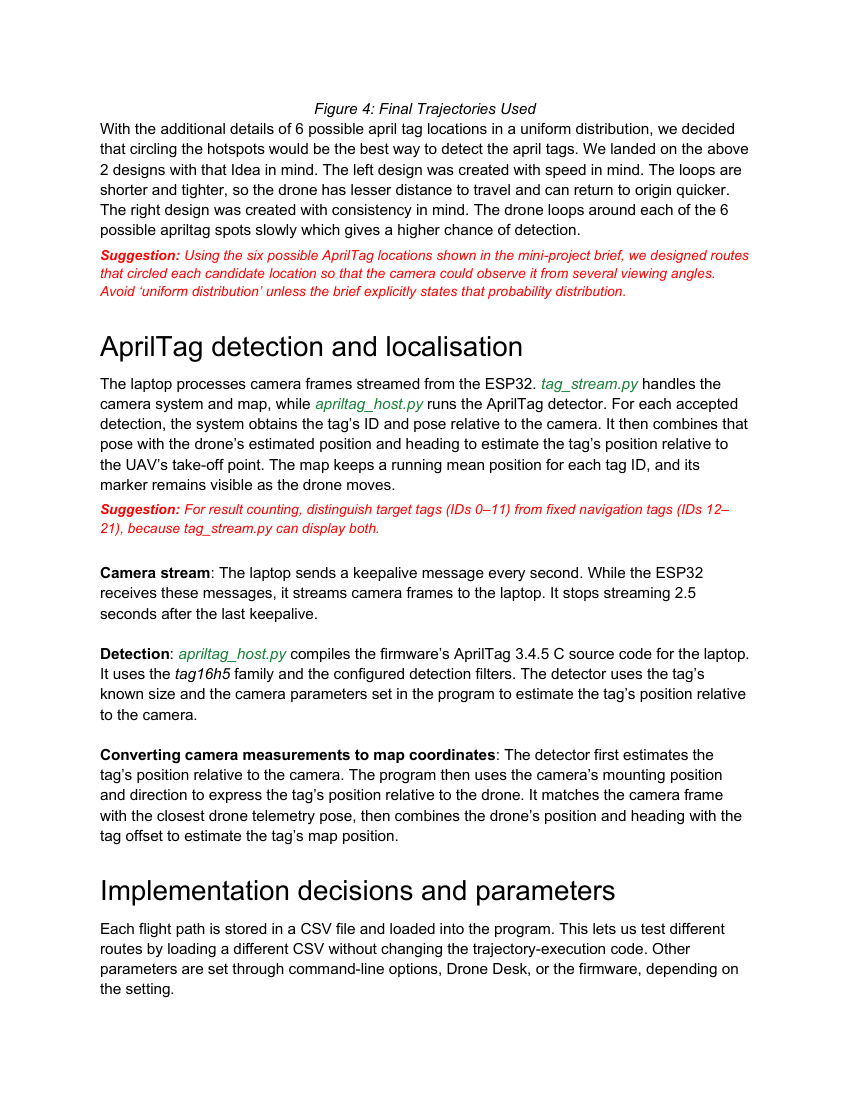 Figure 4: Final Trajectories Used
With the additional details of 6 possible april tag locations in a uniform distribution, we decided
that circling the hotspots would be the best way to detect the april tags. We landed on the above
2 designs with that Idea in mind. The left design was created with speed in mind. The loops are
shorter and tighter, so the drone has lesser distance to travel and can return to origin quicker.
The right design was created with consistency in mind. The drone loops around each of the 6
possible apriltag spots slowly which gives a higher chance of detection.
Suggestion: Using the six possible AprilTag locations shown in the mini-project brief, we designed routes
that circled each candidate location so that the camera could observe it from several viewing angles.
Avoid ‘uniform distribution’ unless the brief explicitly states that probability distribution.
AprilTag detection and localisation
The laptop processes camera frames streamed from the ESP32. tag_stream.py handles the
camera system and map, while apriltag_host.py runs the AprilTag detector. For each accepted
detection, the system obtains the tag’s ID and pose relative to the camera. It then combines that
pose with the drone’s estimated position and heading to estimate the tag’s position relative to
the UAV’s take-off point. The map keeps a running mean position for each tag ID, and its
marker remains visible as the drone moves.
Suggestion: For result counting, distinguish target tags (IDs 0–11) from fixed navigation tags (IDs 12–
21), because tag_stream.py can display both.
Camera stream: The laptop sends a keepalive message every second. While the ESP32
receives these messages, it streams camera frames to the laptop. It stops streaming 2.5
seconds after the last keepalive.
Detection: apriltag_host.py compiles the firmware’s AprilTag 3.4.5 C source code for the laptop.
It uses the tag16h5 family and the configured detection filters. The detector uses the tag’s
known size and the camera parameters set in the program to estimate the tag’s position relative
to the camera.
Converting camera measurements to map coordinates: The detector first estimates the
tag’s position relative to the camera. The program then uses the camera’s mounting position
and direction to express the tag’s position relative to the drone. It matches the camera frame
with the closest drone telemetry pose, then combines the drone’s position and heading with the
tag offset to estimate the tag’s map position.
Implementation decisions and parameters
Each flight path is stored in a CSV file and loaded into the program. This lets us test different
routes by loading a different CSV without changing the trajectory-execution code. Other
parameters are set through command-line options, Drone Desk, or the firmware, depending on
the setting.